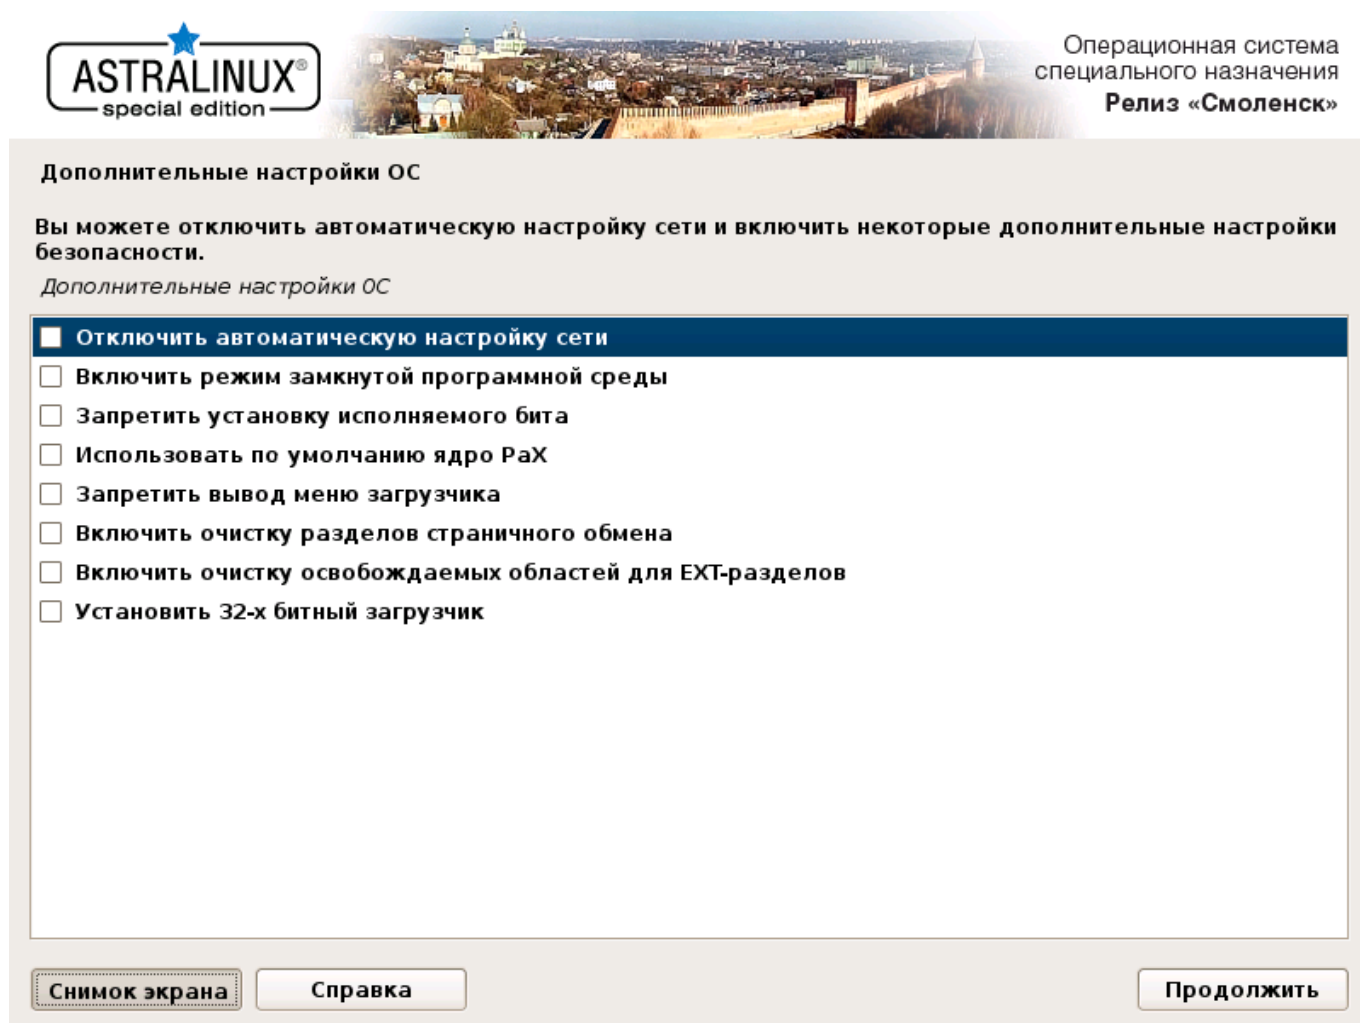 ASTRALINUX®
special edition
Операционная система
специального назначения
Релиз «Смоленск»
Дополнительные настройки ОС
Вы можете отключить автоматическую настройку сети и включить некоторые дополнительные настройки
безопасности.
Дополнительные настройки ОС
Отключить автоматическую настройку сети
Включить режим замкнутой программной среды
Запретить установку исполняемого бита
Использовать по умолчанию ядро PaX
Запретить вывод меню загрузчика
Включить очистку разделов страничного обмена
Включить очистку освобождаемых областей для EXT-разделов
Установить 32-х битный загрузчик
Снимок экрана
Справка
Продолжить